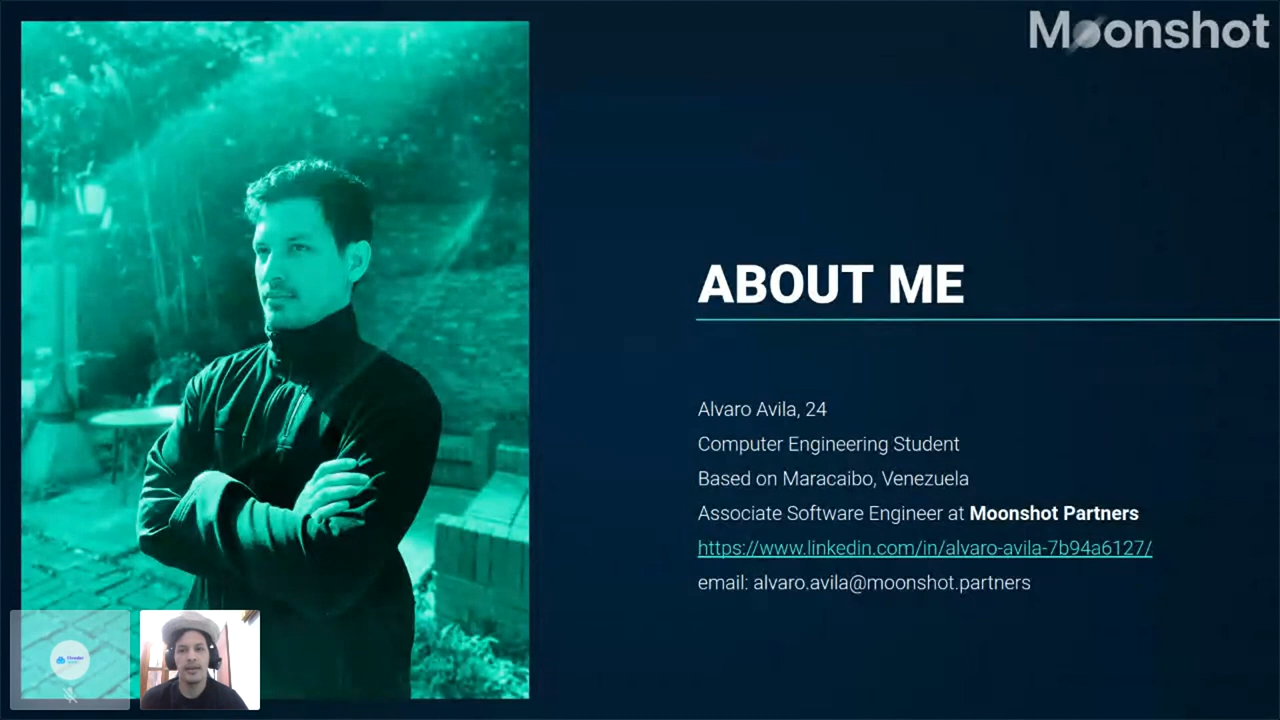 Moonshot
ABOUT ME
Alvaro Avila, 24
Computer Engineering Student
Based on Maracaibo, Venezuela
Associate Software Engineer at Moonshot Partners
https://www.linkedin.com/in/alvaro-avila-7b94a6127/
email: alvaro.avila@moonshot.partners